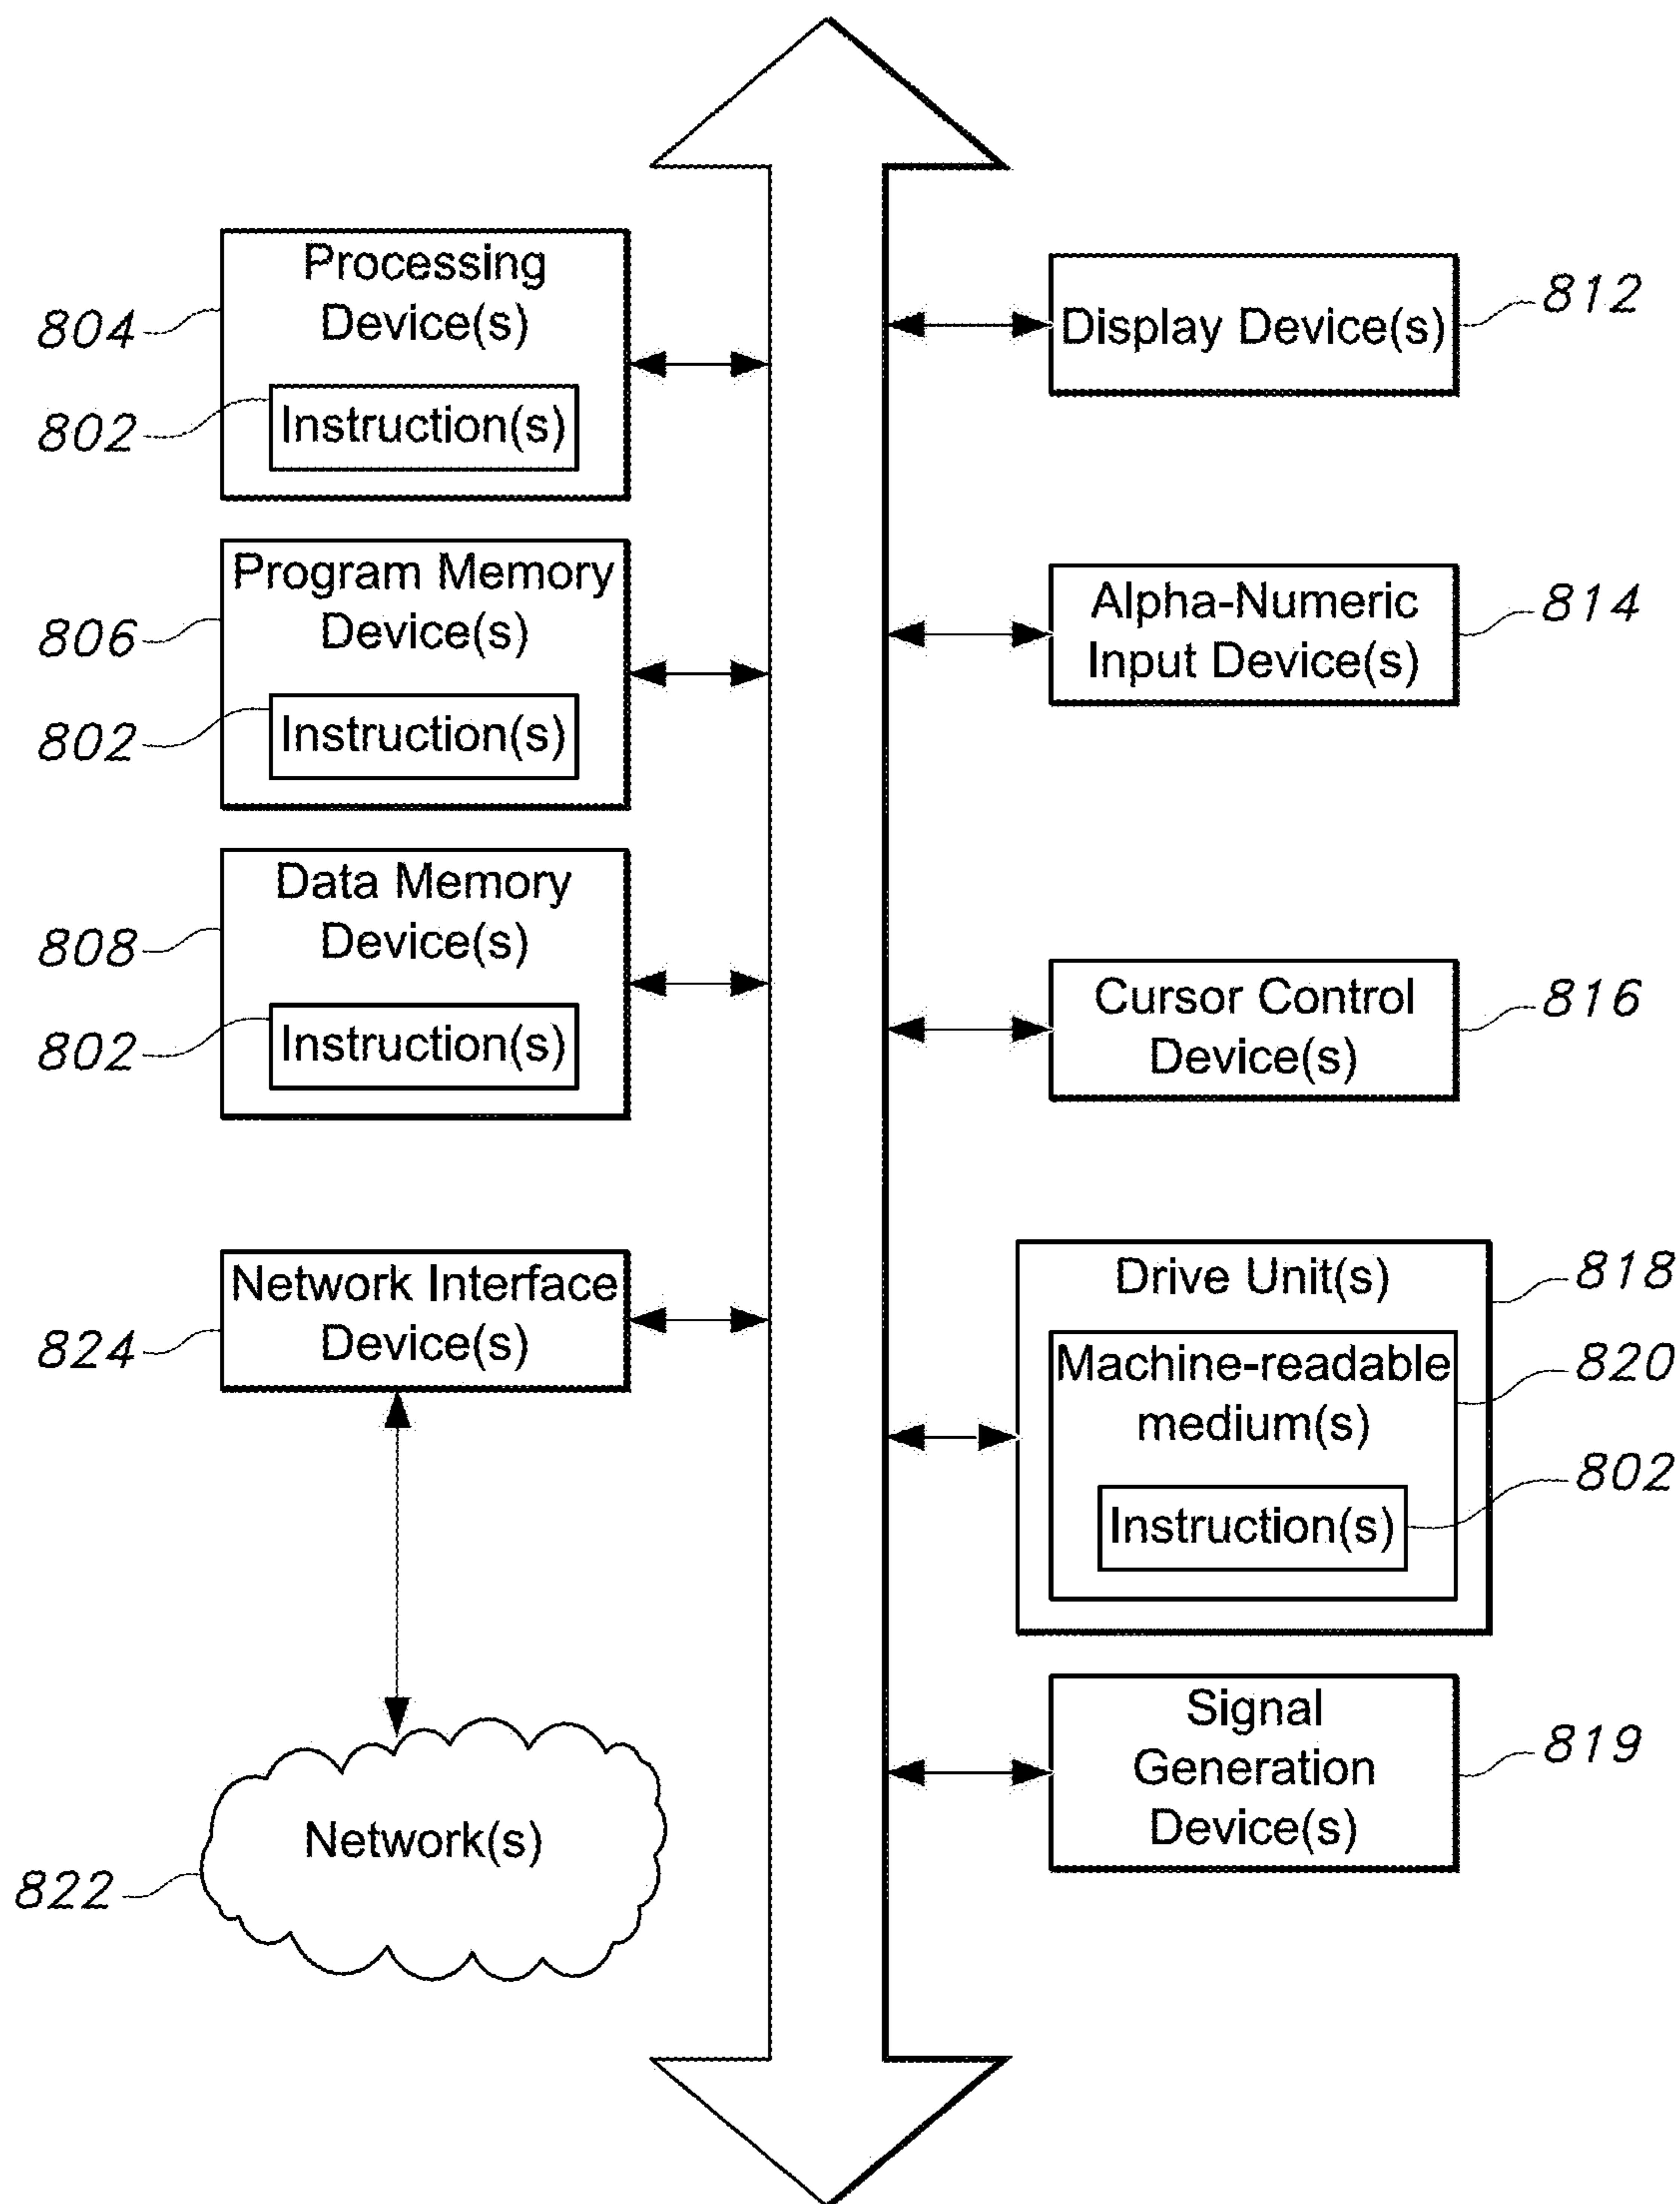 Processing
Device(s)
804
802
Instruction(s)
Program Memory
Device(s)
806
802
Instruction(s)
Data Memory
Device(s)
808
802
Instruction(s)
Network Interface
Device(s)
824
Network(s)
822
Display Device(s)
812
Alpha-Numeric
Input Device(s)
814
Cursor Control
Device(s)
816
Drive Unit(s)
818
Machine-readable
medium(s)
820
802
Instruction(s)
Signal
Generation
Device(s)
819